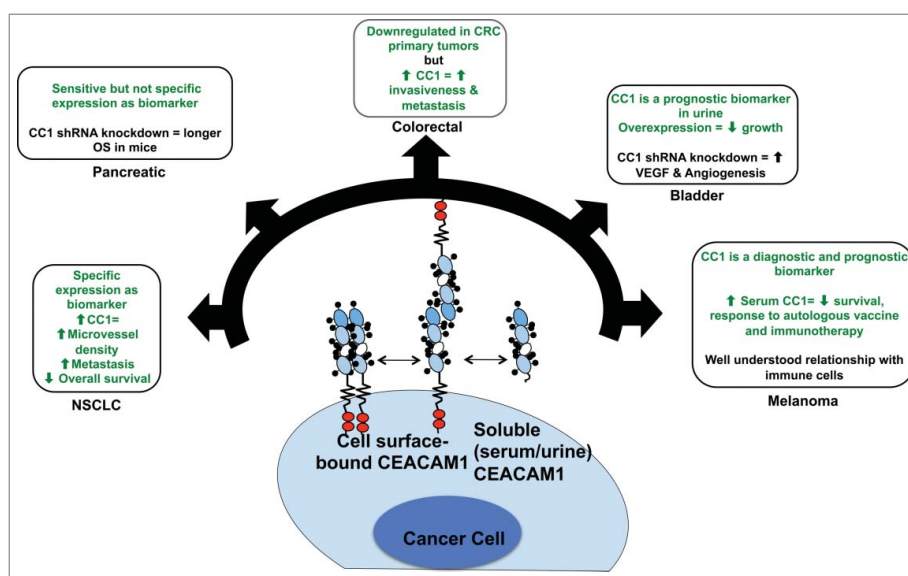 Downregulated in CRC
primary tumors
but
⬆ CC1 = ⬆
invasiveness &
metastasis
Colorectal
Sensitive but not specific
expression as biomarker
CC1 shRNA knockdown = longer
OS in mice
Pancreatic
CC1 is a prognostic biomarker
in urine
Overexpression = ⬇ growth
CC1 shRNA knockdown = ⬆
VEGF & Angiogenesis
Bladder
Specific
expression as
biomarker
⬆CC1=
⬆Microvessel
density
⬆Metastasis
⬇ Overall survival
NSCLC
CC1 is a diagnostic and prognostic
biomarker
⬆ Serum CC1= ⬇ survival,
response to autologous vaccine
and immunotherapy
Well understood relationship with
immune cells
Melanoma
Cell surface-
bound CEACAM1
Soluble
(serum/urine)
CEACAM1
Cancer Cell